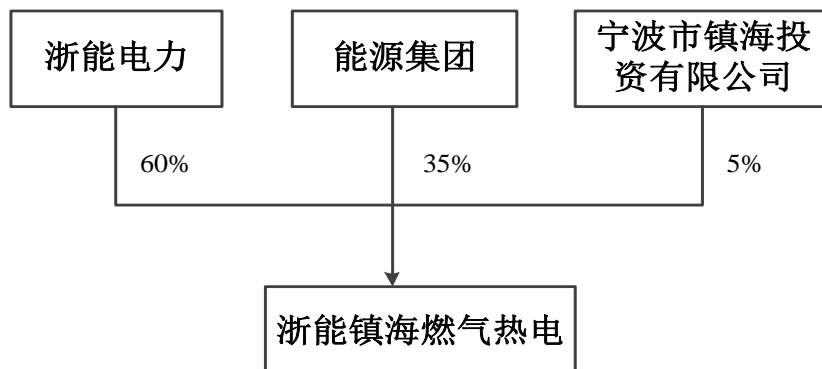 浙能电力
能源集团
宁波市镇海投
资有限公司
60%
35%
5%
浙能镇海燃气热电